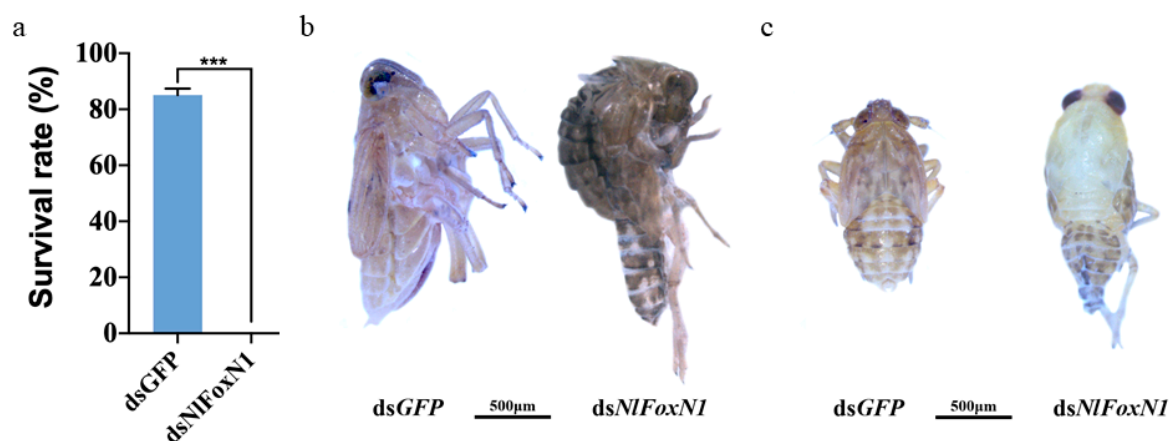 a
b
c
Survival rate (%)
100
80
60
40
20
0
***
dsGFP
dsNlFoxN1
dsGFP
500μm
dsNlFoxN1
dsGFP
500μm
dsNlFoxN1